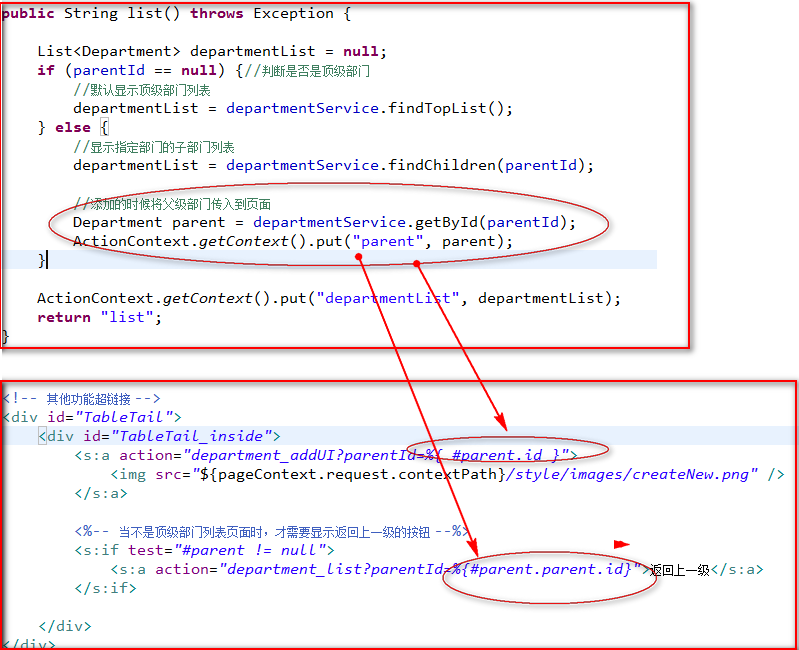 public String list() throws Exception {
List<Department> departmentList = null;
if (parentId == null) {//判断是否是顶级部门
//默认显示顶级部门列表
departmentList = departmentService.findTopList();
} else {
//显示指定部门的子部门列表
departmentList = departmentService.findChildren(parentId);
//添加的时候将父级部门传入到页面
Department parent = departmentService.getById(parentId);
ActionContext.getContext().put("parent", parent);
}
ActionContext.getContext().put("departmentList", departmentList);
return "list";
}
<!-- 其他功能超链接 -->
<div id="TableTail">
<div id="TableTail_inside">
<s:a action="department_addUI?parentId=%{ #parent.id }">
<img src="${pageContext.request.contextPath}/style/images/createNew.png" />
</s:a>
<%-- 当不是顶级部门列表页面时，才需要显示返回上一级的按钮 --%>
<s:if test="#parent != null">
<s:a action="department_list?parentId=%{#parent.parent.id}">返回上一级</s:a>
</s:if>
</div>
</div>